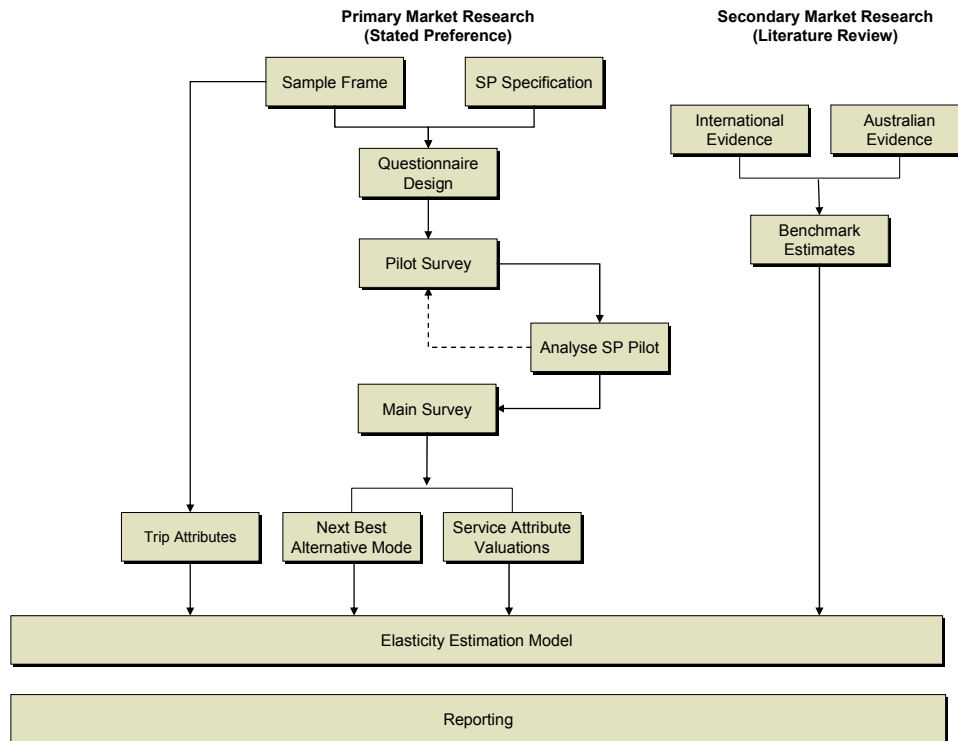 Primary Market Research
(Stated Preference)
Secondary Market Research
(Literature Review)
Sample Frame
SP Specification
International
Evidence
Australian
Evidence
Questionnaire
Design
Benchmark
Estimates
Pilot Survey
Analyse SP Pilot
Main Survey
Trip Attributes
Next Best
Alternative Mode
Service Attribute
Valuations
Elasticity Estimation Model
Reporting